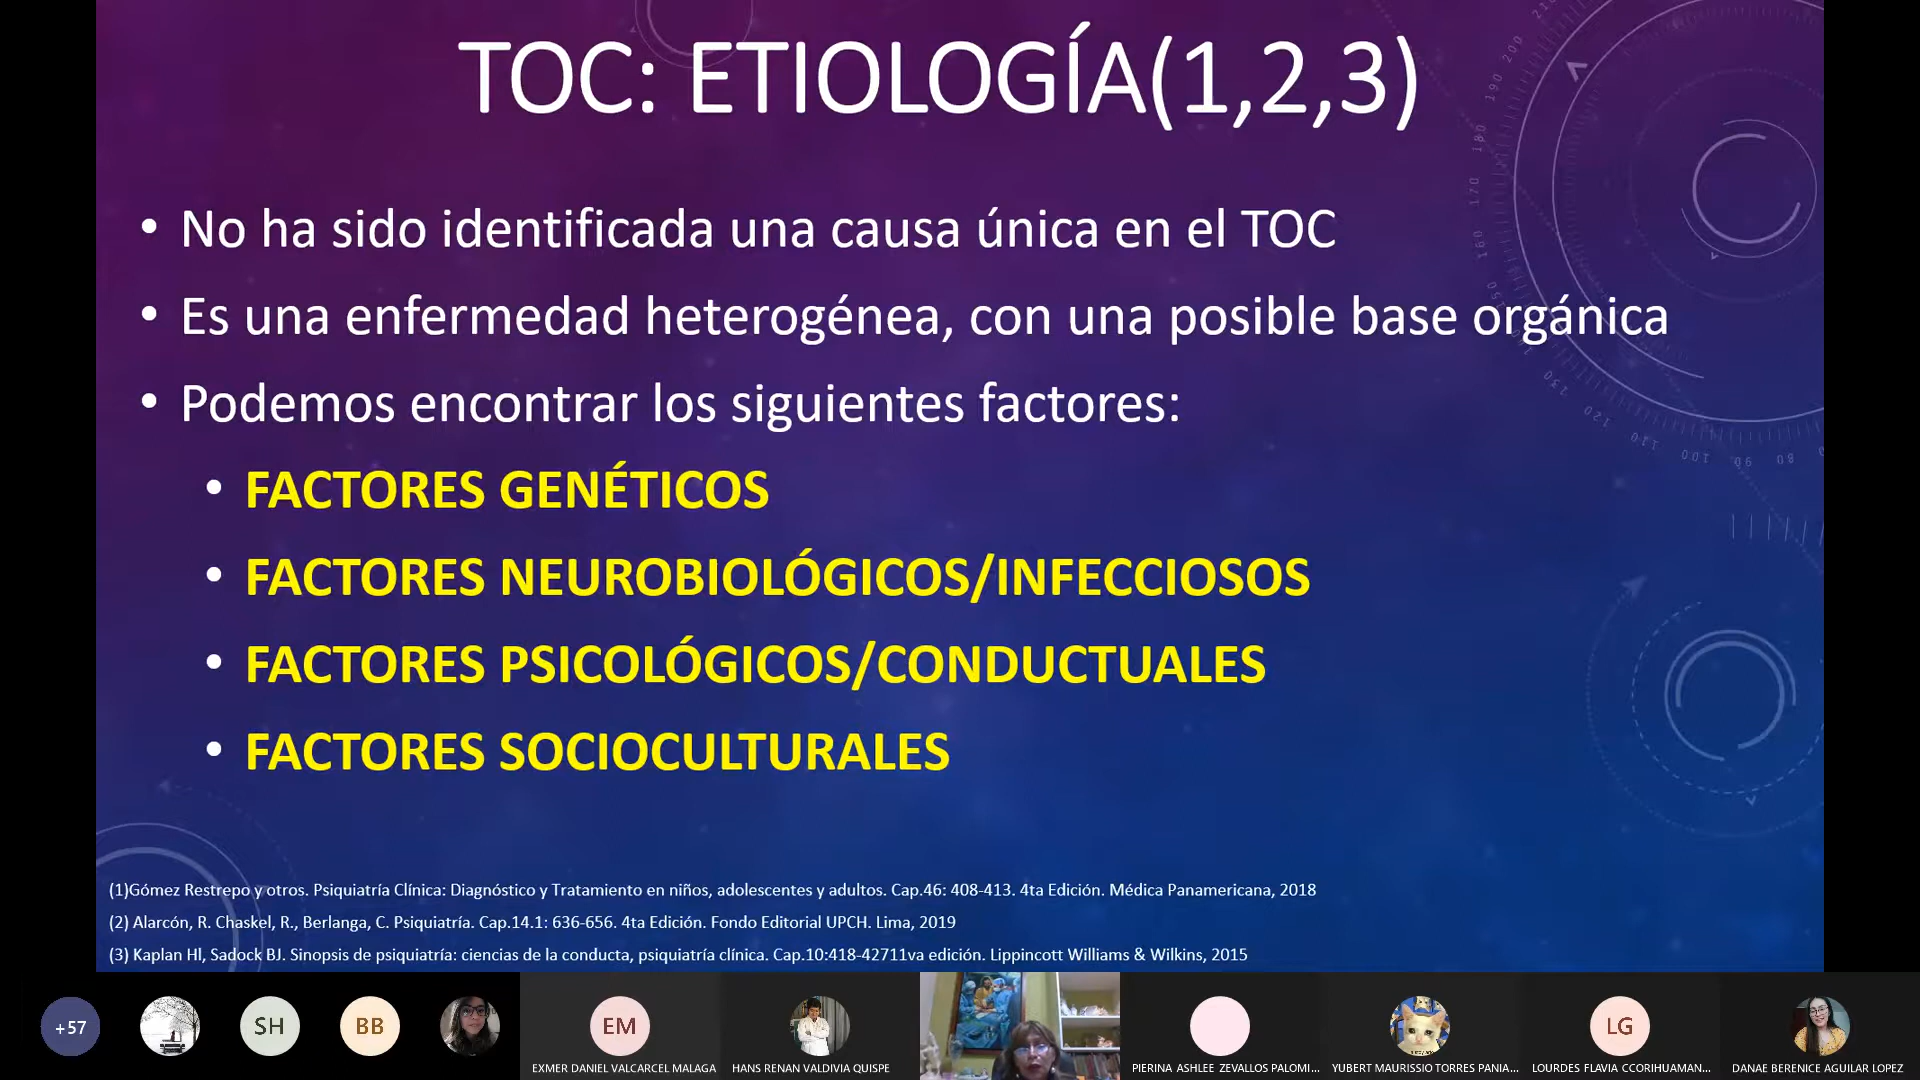 TOC: ETIOLOGÍA(1,2,3)
• No ha sido identificada una causa única en el TOC
• Es una enfermedad heterogénea, con una posible base orgánica
• Podemos encontrar los siguientes factores:
• FACTORES GENÉTICOS
• FACTORES NEUROBIOLÓGICOS/INFECCIOSOS
• FACTORES PSICOLÓGICOS/CONDUCTUALES
• FACTORES SOCIOCULTURALES
(1)Gómez Restrepo y otros. Psiquiatría Clínica: Diagnóstico y Tratamiento en niños, adolescentes y adultos. Cap.46: 408-413. 4ta Edición. Médica Panamericana, 2018
(2) Alarcón, R. Chaskel, R., Berlanga, C. Psiquiatría. Cap.14.1: 636-656. 4ta Edición. Fondo Editorial UPCH. Lima, 2019
(3) Kaplan Hl, Sadock BJ. Sinopsis de psiquiatría: ciencias de la conducta, psiquiatría clínica. Cap.10:418-42711va edición. Lippincott Williams & Wilkins, 2015
+57
SH
BB
EM
LG
EXMER DANIEL VALCARCEL MALAGA
HANS RENAN VALDIVIA QUISPE
PIERINA ASHLEE ZEVALLOS PALOMI...
YUBERT MAURISSIO TORRES PANIA...
LOURDES FLAVIA CCORIHUAMAN...
DANAE BERENICE AGUILAR LOPEZ